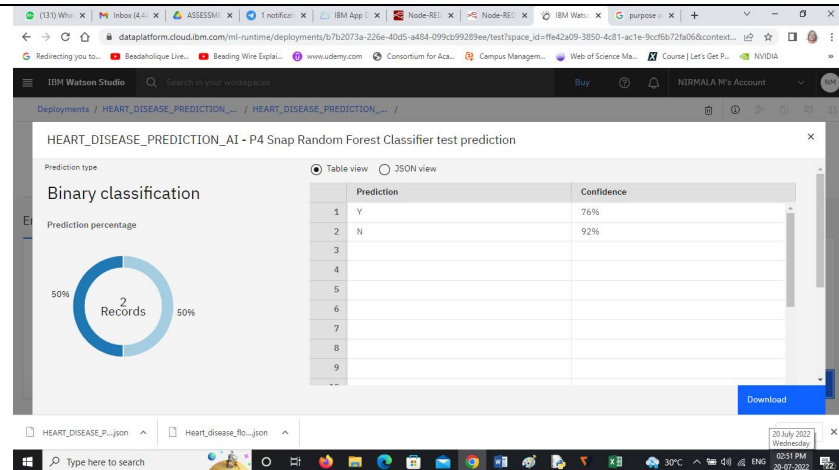 (131) Wha
Inbox (4,4
ASSESSME
1 notificat
IBM App D
Node-RED
Node-RED
IBM Wats
purpose o
dataplatform.cloud.ibm.com/ml-runtime/deployments/b7b2073a-226e-40d5-a484-099cb99289ee/test?space_id=ffe42a09-3850-4c81-ac1e-9ccf6b72fa06&context...
Redirecting you to...
Beadaholique Live...
Beading Wire Explai...
www.udemy.com
Consortium for Aca...
Campus Managem...
Web of Science Ma...
Course | Let's Get P...
NVIDIA
»
IBM Watson Studio
Search in your workspaces
Buy
NIRMALA M's Account
NM
Deployments / HEART_DISEASE_PREDICTION_... / HEART_DISEASE_PREDICTION_... /
HEART_DISEASE_PREDICTION_AI - P4 Snap Random Forest Classifier test prediction
Prediction type
Table view
JSON view
Binary classification
Prediction percentage
50%
2
Records
50%
Prediction Confidence
1 Y 76%
2 N 92%
3
4
5
6
7
8
9
Download
HEART_DISEASE_P....json
Heart_disease_flo....json
20 July 2022
Wednesday
Type here to search
30°C
ENG
02:51 PM
20-07-2022